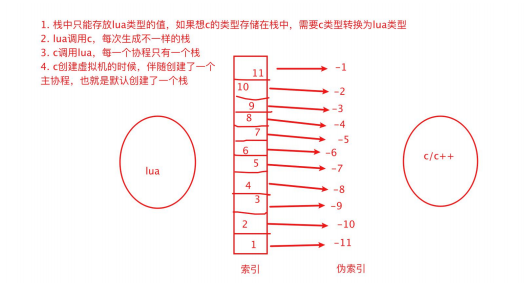 1. 栈中只能存放lua类型的值，如果想c的类型存储在栈中，需要c类型转换为lua类型
2. lua调用c，每次生成不一样的栈
3. c调用lua，每一个协程只有一个栈
4. c创建虚拟机的时候，伴随创建了一个
主协程，也就是默认创建了一个栈
11 -1
10 -2
9 -3
8 -4
7 -5
6 -6
5 -7
4 -8
3 -9
2 -10
1 -11
lua
c/c++
索引 伪索引